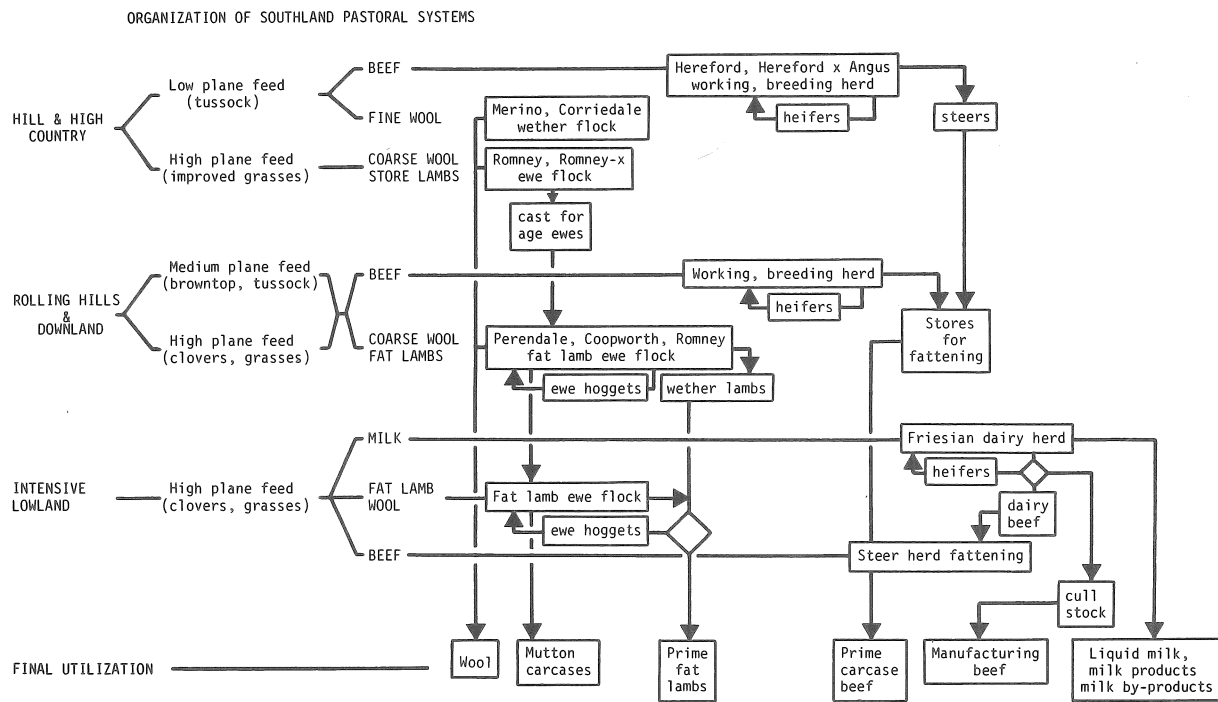 ORGANIZATION OF SOUTHLAND PASTORAL SYSTEMS
HILL & HIGH
COUNTRY
Low plane feed
(tussock)
High plane feed
(improved grasses)
BEEF
FINE WOOL
COARSE WOOL
STORE LAMBS
Hereford, Hereford x Angus
working, breeding herd
heifers
steers
Merino, Corriedale
wether flock
Romney, Romney-x
ewe flock
cast for
age ewes
ROLLING HILLS
&
DOWNLAND
Medium plane feed
(browntop, tussock)
High plane feed
(clovers, grasses)
BEEF
COARSE WOOL
FAT LAMBS
Working, breeding herd
heifers
Stores
for
fattening
Perendale, Coopworth, Romney
fat lamb ewe flock
ewe hoggets
wether lambs
INTENSIVE
LOWLAND
High plane feed
(clovers, grasses)
MILK
FAT LAMB
WOOL
BEEF
Friesian dairy herd
heifers
dairy
beef
Fat lamb ewe flock
ewe hoggets
Steer herd fattening
cull
stock
FINAL UTILIZATION
Wool
Mutton
carcases
Prime
fat
lambs
Prime
carcase
beef
Manufacturing
beef
Liquid milk,
milk products
milk by-products